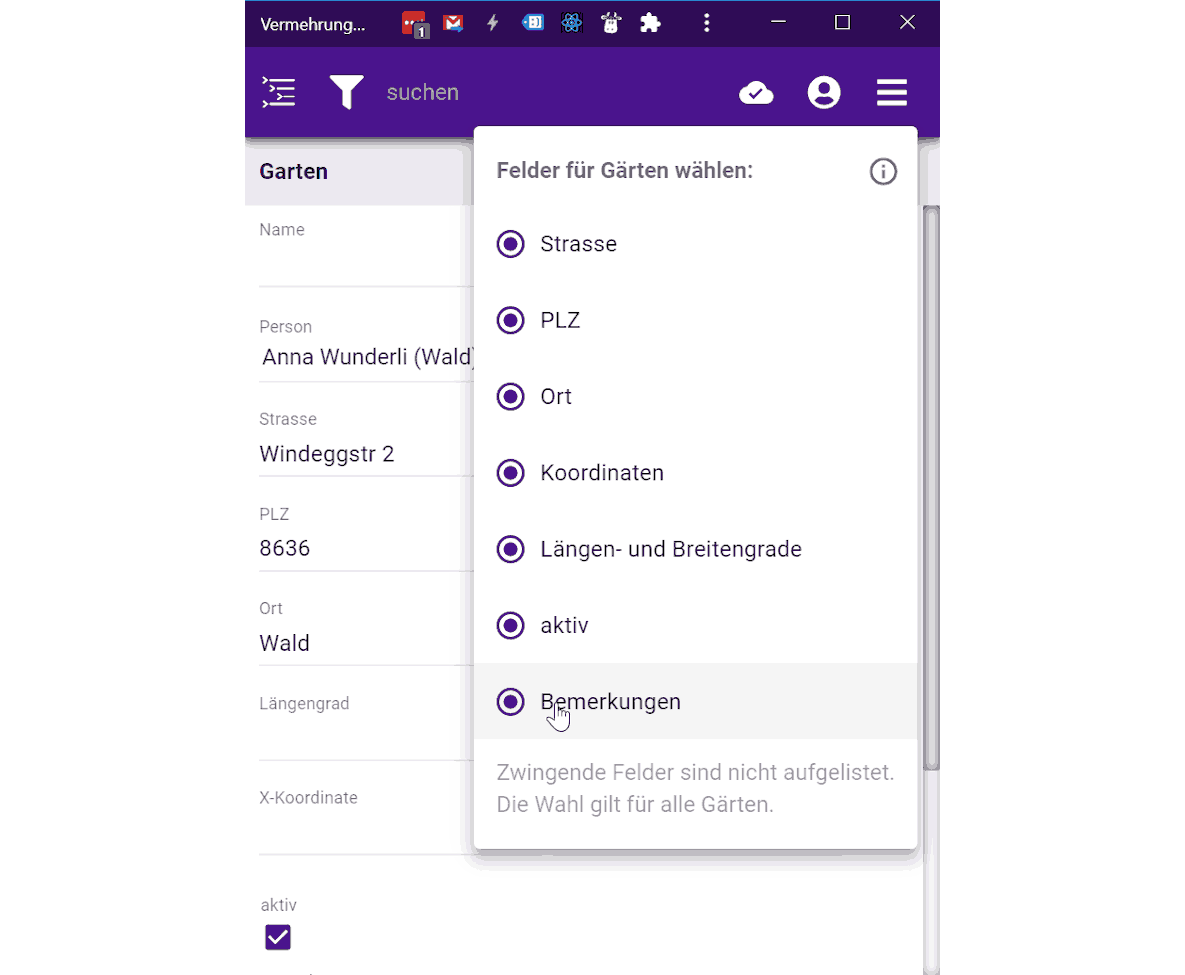 Vermehrung...
1
suchen
Garten
Name
Person
Anna Wunderli (Wald)
Strasse
Windeggstr 2
PLZ
8636
Ort
Wald
Längengrad
X-Koordinate
aktiv
Felder für Gärten wählen:
Strasse
PLZ
Ort
Koordinaten
Längen- und Breitengrade
aktiv
Bemerkungen
Zwingende Felder sind nicht aufgelistet.
Die Wahl gilt für alle Gärten.